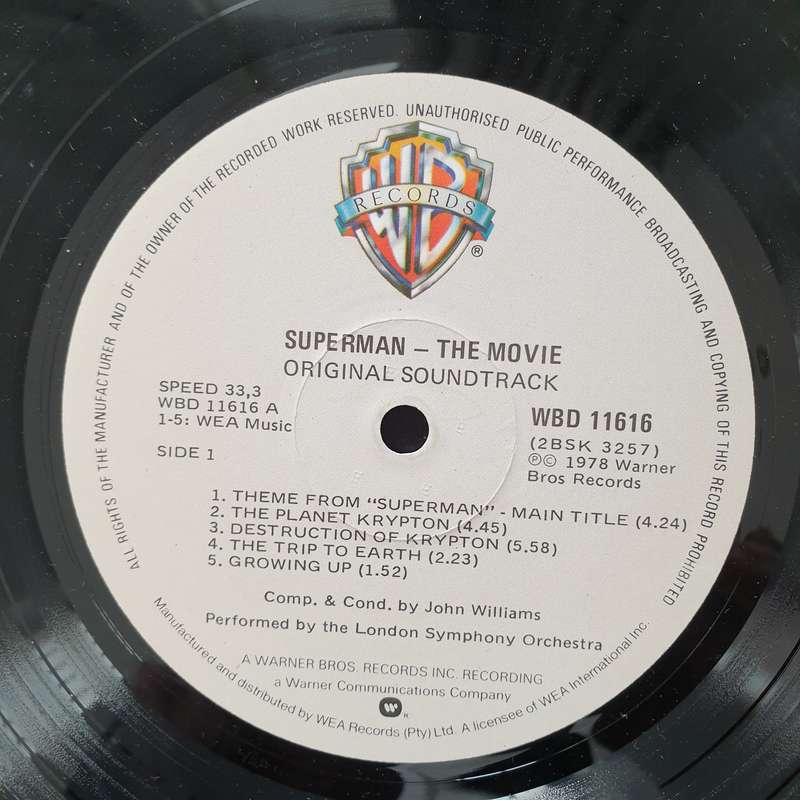 ALL RIGHTS OF THE MANUFACTURER AND OF THE OWNER OF THE RECORDED WORK RESERVED. UNAUTHORISED PUBLIC PERFORMANCE BROADCASTING AND COPYING OF THIS RECORD PROHIBITED
WB
RECORDS
®
SUPERMAN – THE MOVIE
ORIGINAL SOUNDTRACK
SPEED 33,3
WBD 11616 A
1-5: WEA Music
SIDE 1
WBD 11616
(2BSK 3257)
℗© 1978 Warner
Bros Records
1. THEME FROM “SUPERMAN” - MAIN TITLE (4.24)
2. THE PLANET KRYPTON (4.45)
3. DESTRUCTION OF KRYPTON (5.58)
4. THE TRIP TO EARTH (2.23)
5. GROWING UP (1.52)
Comp. & Cond. by John Williams
Performed by the London Symphony Orchestra
A WARNER BROS. RECORDS INC. RECORDING
a Warner Communications Company
®
Manufactured and distributed by WEA Records (Pty) Ltd. A licensee of WEA International Inc.